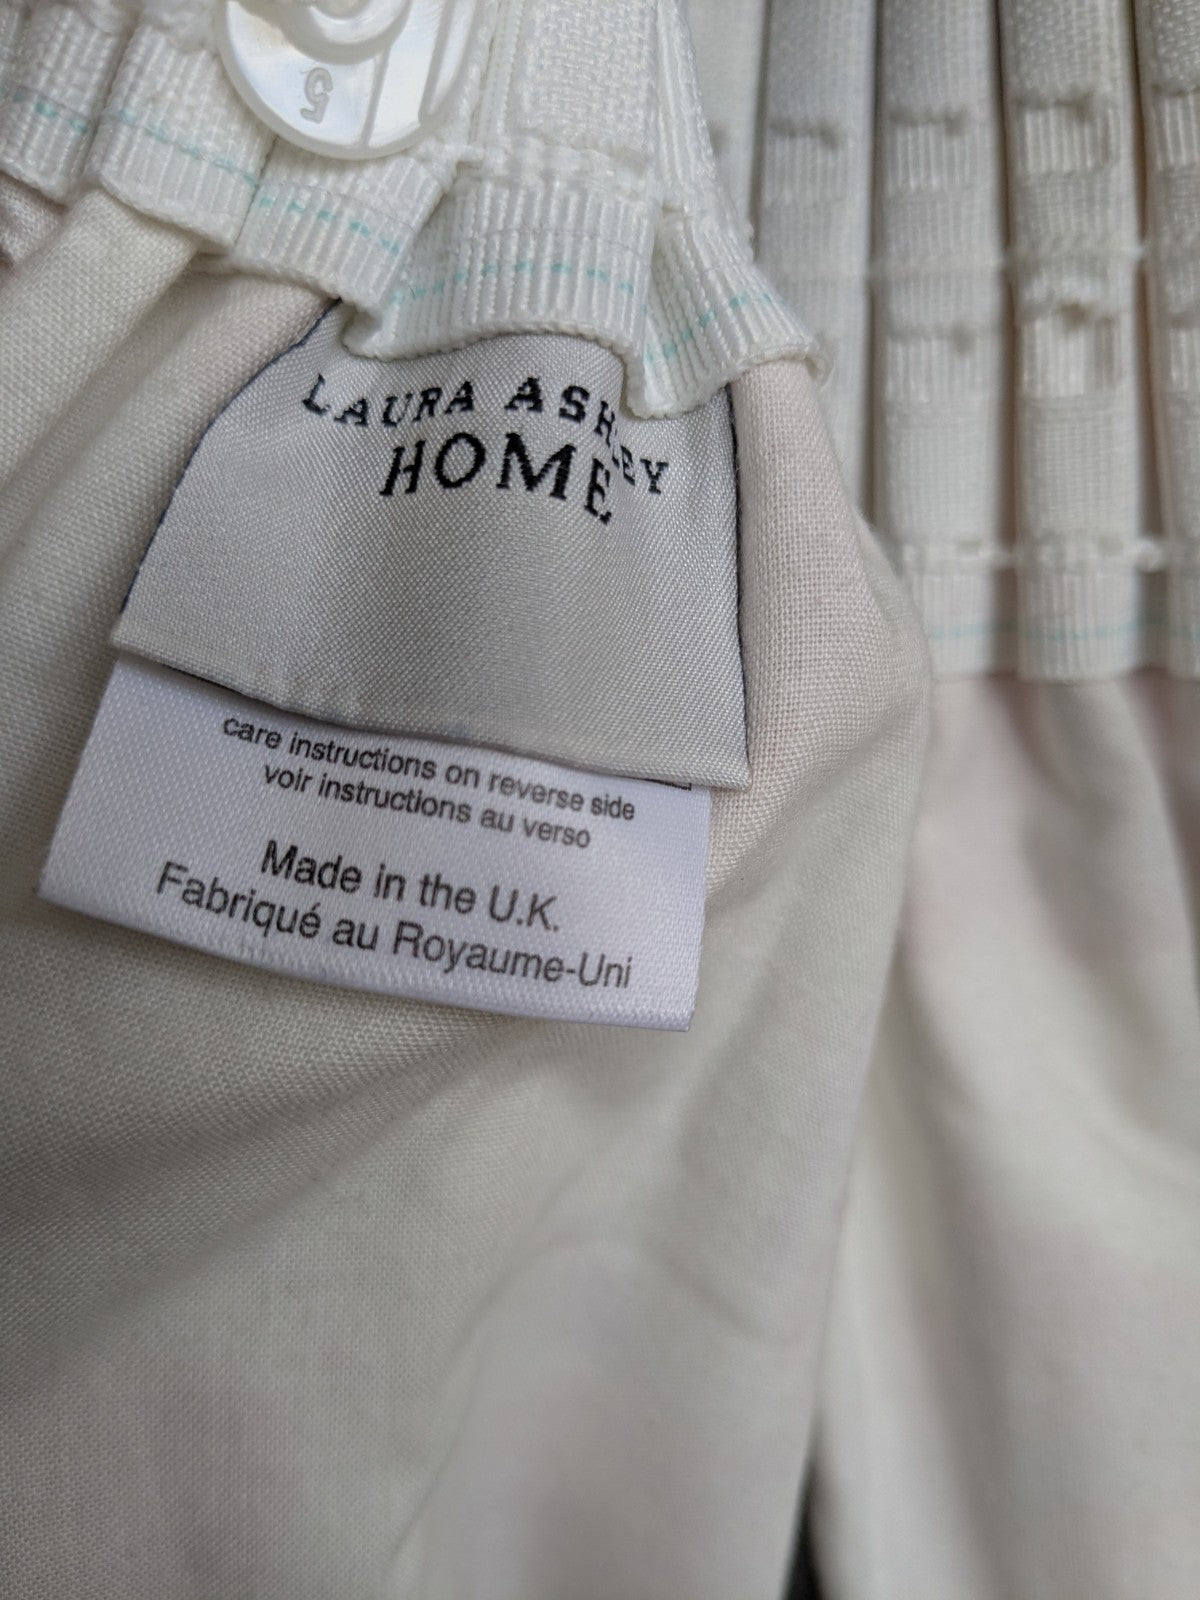 5
LAURA ASHLEY
HOME
care instructions on reverse side
voir instructions au verso
Made in the U.K.
Fabriqué au Royaume-Uni